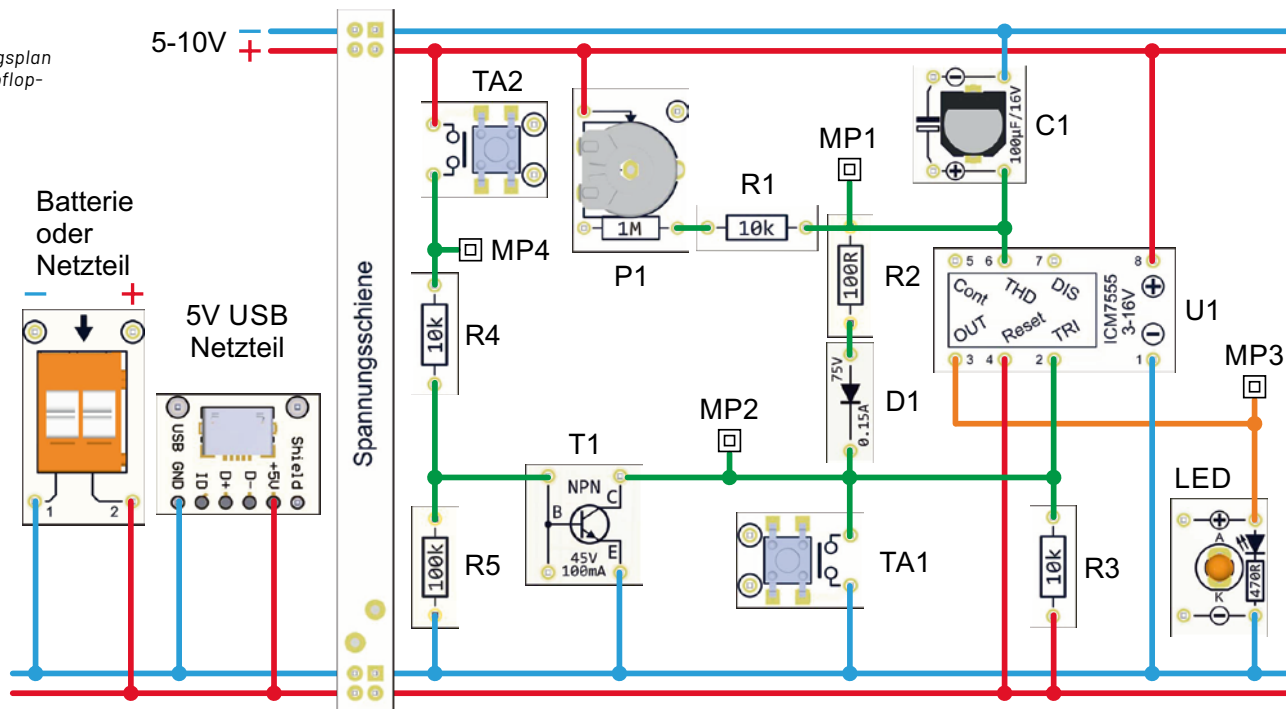 gsplan
oflop-
5-10V − +
TA2
MP4
Batterie
oder
Netzteil
− +
1 2
5V USB
Netzteil
USB GND ID D+ D- +5V Shield
Spannungsschiene
R4
10k
R5
100k
T1
NPN
B C E
45V
100mA
1M
P1
R1
10k
MP1
R2
100R
75V
0.15A
D1
MP2
TA1
C1
100µF/16V
5 6 7 8
Cont THD DIS
OUT Reset TRI
3 4 2 1
ICM7555
3-16V
U1
MP3
R3
10k
LED
A
K
470R